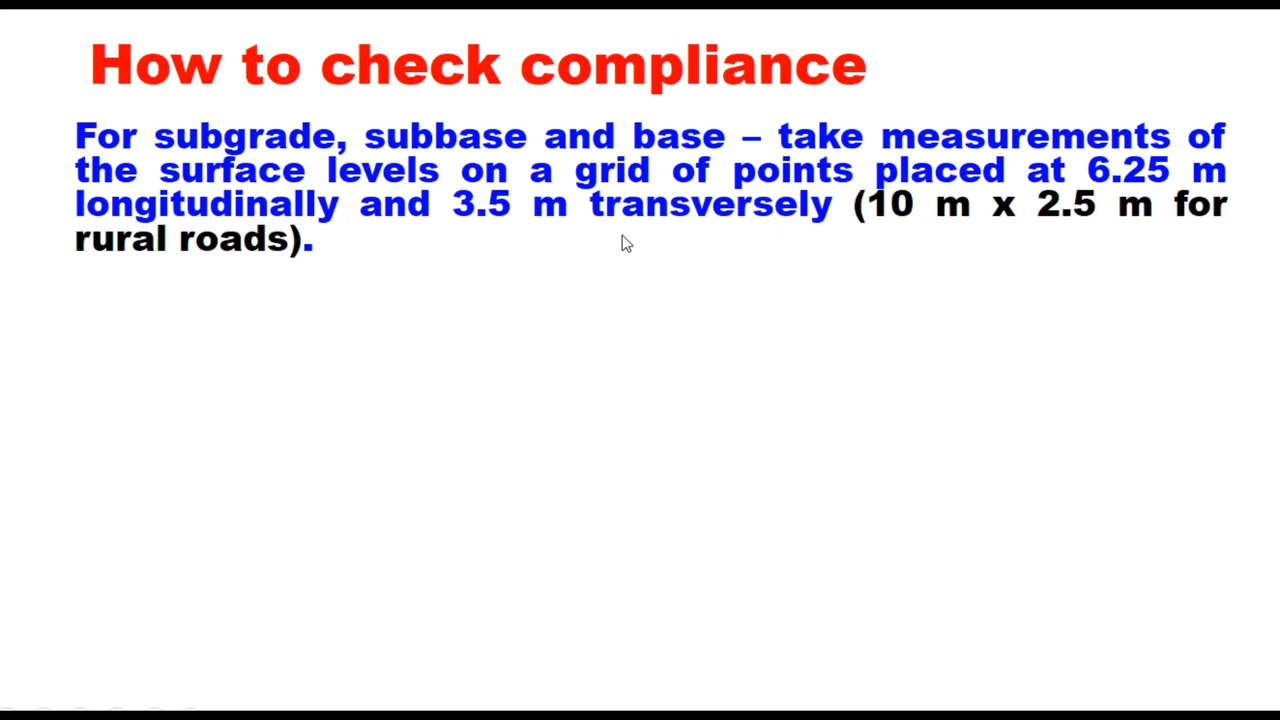 How to check compliance
For subgrade, subbase and base – take measurements of
the surface levels on a grid of points placed at 6.25 m
longitudinally and 3.5 m transversely (10 m x 2.5 m for
rural roads).